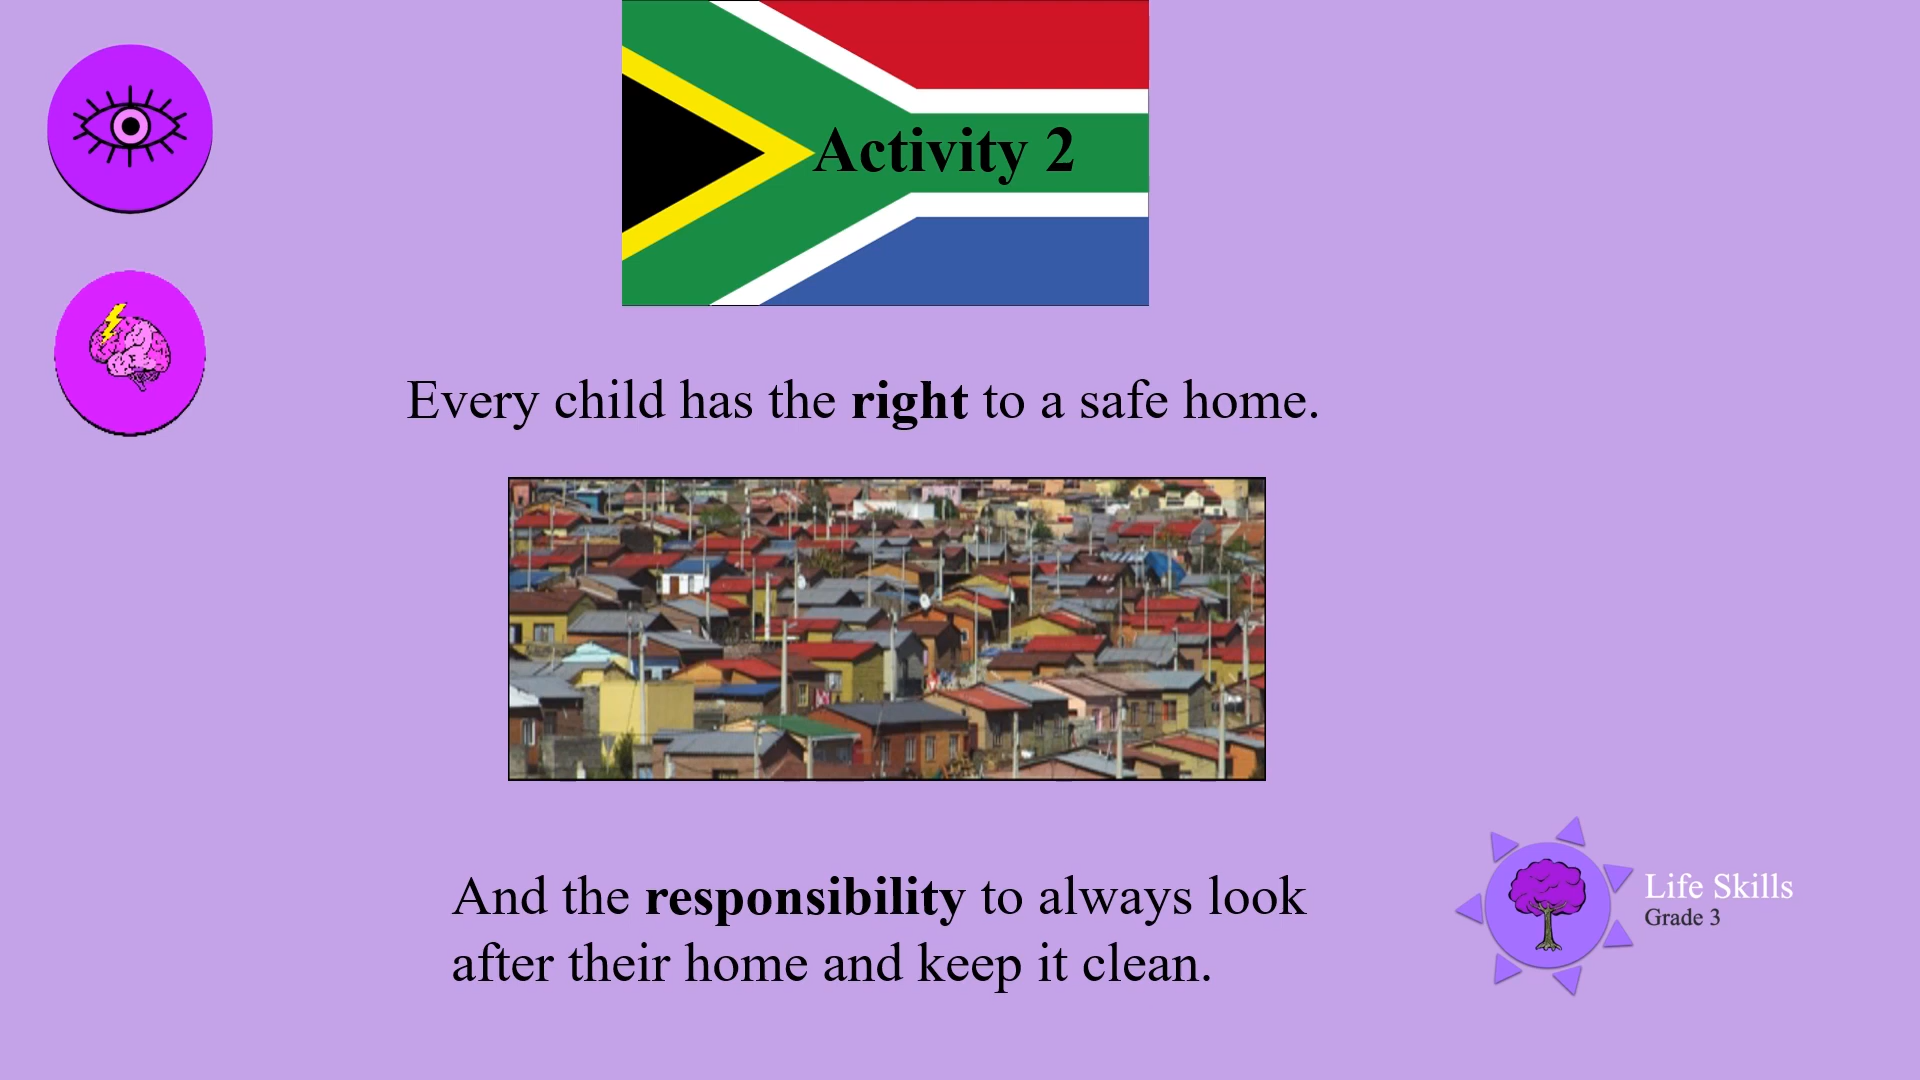 Activity 2
Every child has the right to a safe home.
And the responsibility to always look
after their home and keep it clean.
Life Skills
Grade 3